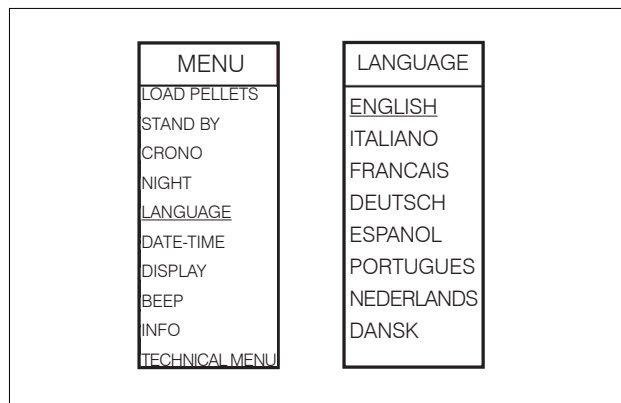 MENU
LOAD PELLETS
STAND BY
CRONO
NIGHT
LANGUAGE
DATE-TIME
DISPLAY
BEEP
INFO
TECHNICAL MENU
LANGUAGE
ENGLISH
ITALIANO
FRANCAIS
DEUTSCH
ESPANOL
PORTUGUES
NEDERLANDS
DANSK